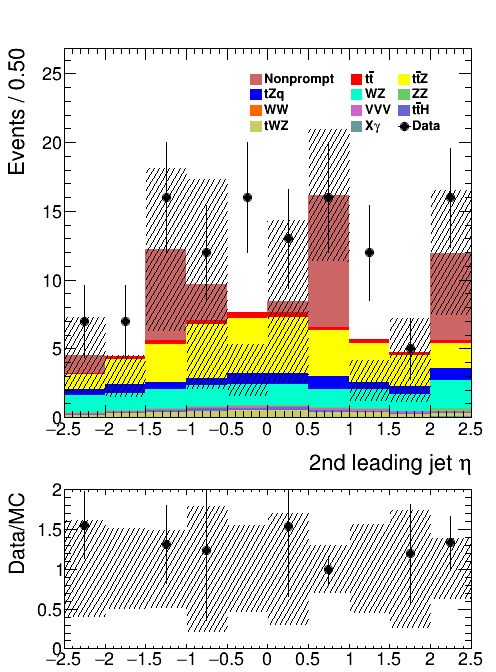 Events / 0.50
25
20
15
10
5
0
Nonprompt tt̄ tt̄Z
tZq WZ ZZ
WW VVV tt̄H
tWZ Xγ Data
−2.5 −2 −1.5 −1 −0.5 0 0.5 1 1.5 2 2.5
2nd leading jet η
Data/MC
2
1.5
1
0.5
0
−2.5 −2 −1.5 −1 −0.5 0 0.5 1 1.5 2 2.5